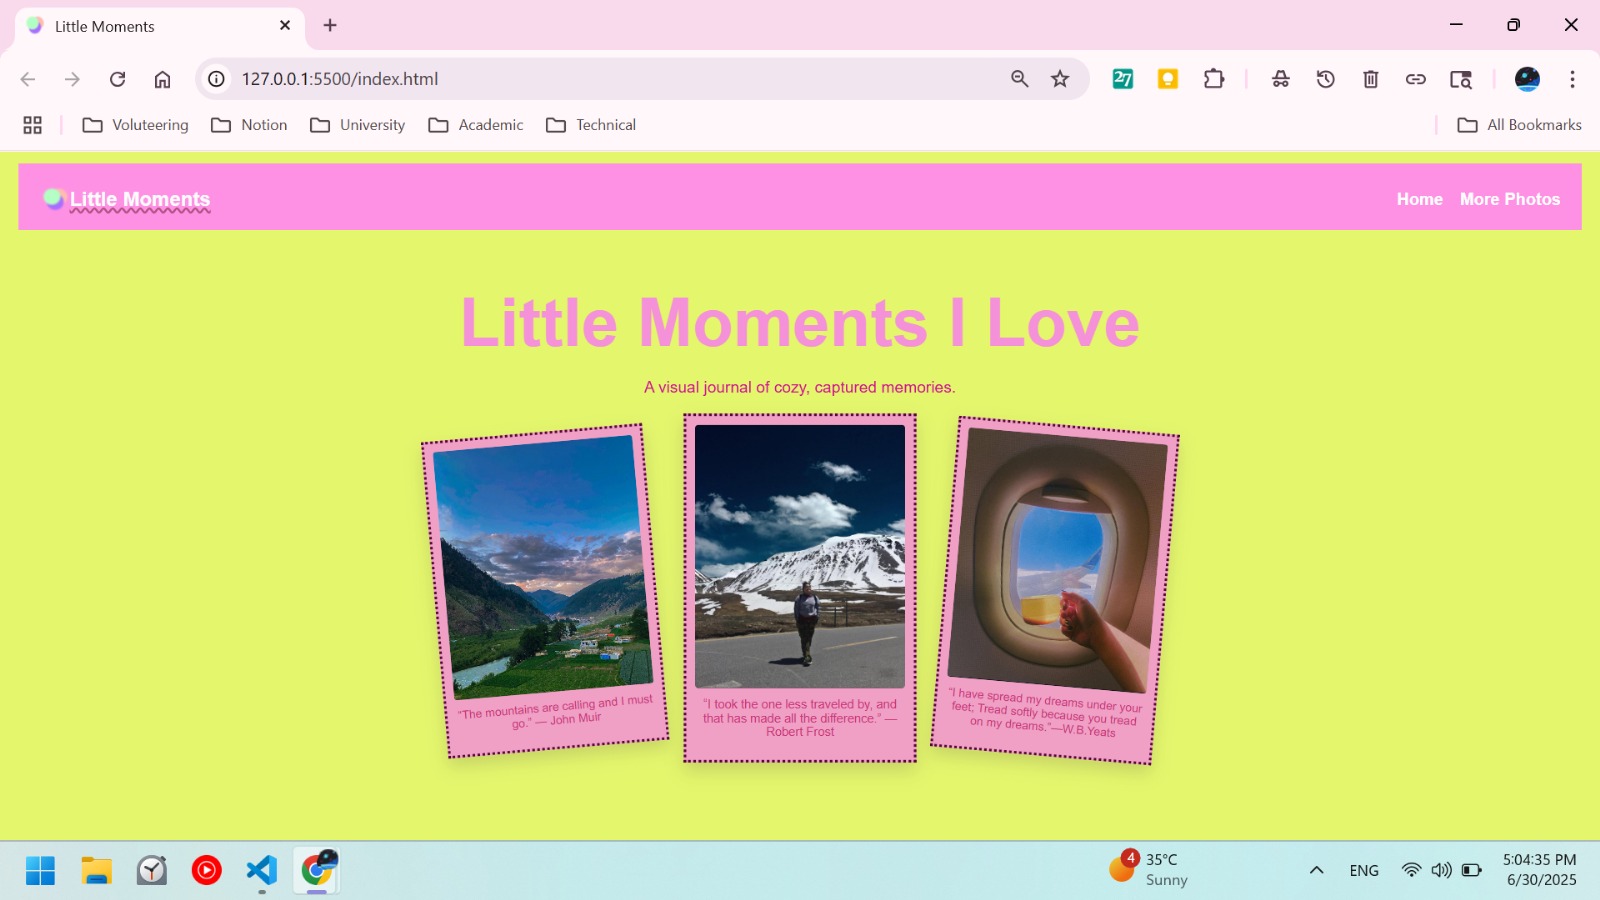 Little Moments
127.0.0.1:5500/index.html
27
Voluteering
Notion
University
Academic
Technical
All Bookmarks
Little Moments
Home
More Photos
Little Moments I Love
A visual journal of cozy, captured memories.
"The mountains are calling and I must
go." — John Muir
"I took the one less traveled by, and
that has made all the difference." —
Robert Frost
"I have spread my dreams under your
feet; Tread softly because you tread
on my dreams."—W.B.Yeats
4
35°C
Sunny
ENG
5:04:35 PM
6/30/2025